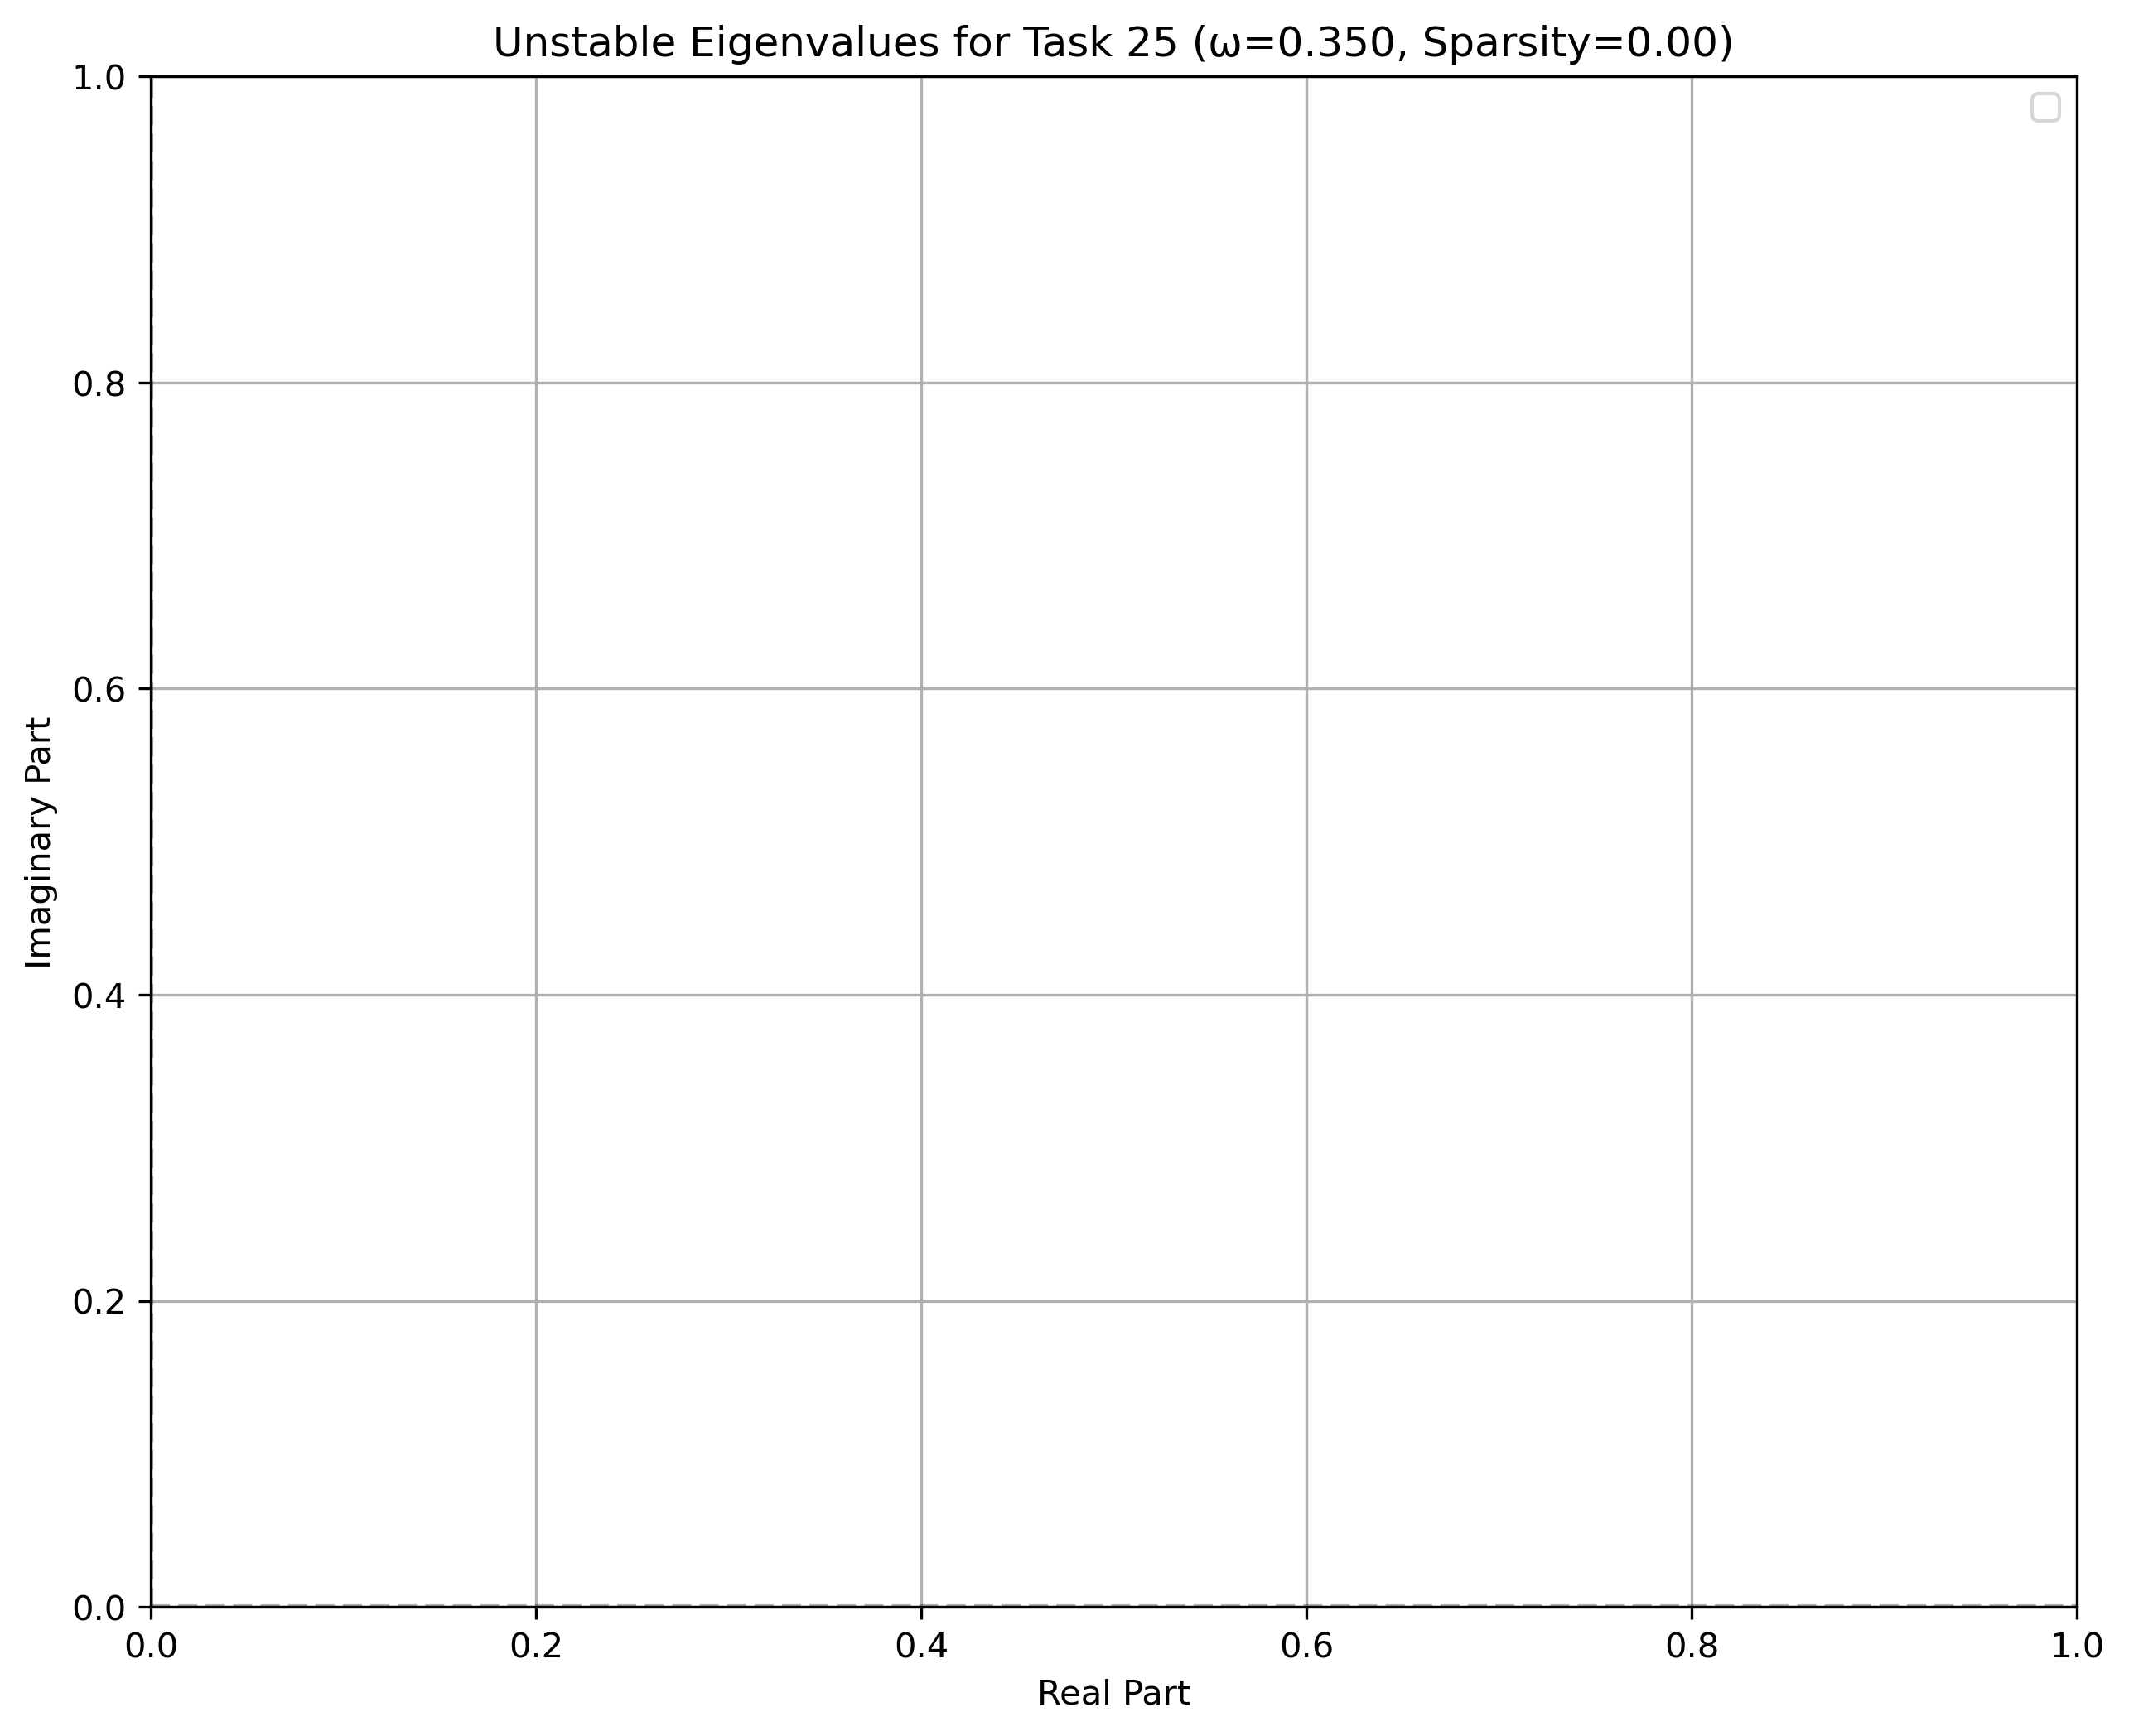 Unstable Eigenvalues for Task 25 (ω=0.350, Sparsity=0.00)
1.0
0.8
0.6
0.4
0.2
0.0
Imaginary Part
0.0 0.2 0.4 0.6 0.8 1.0
Real Part